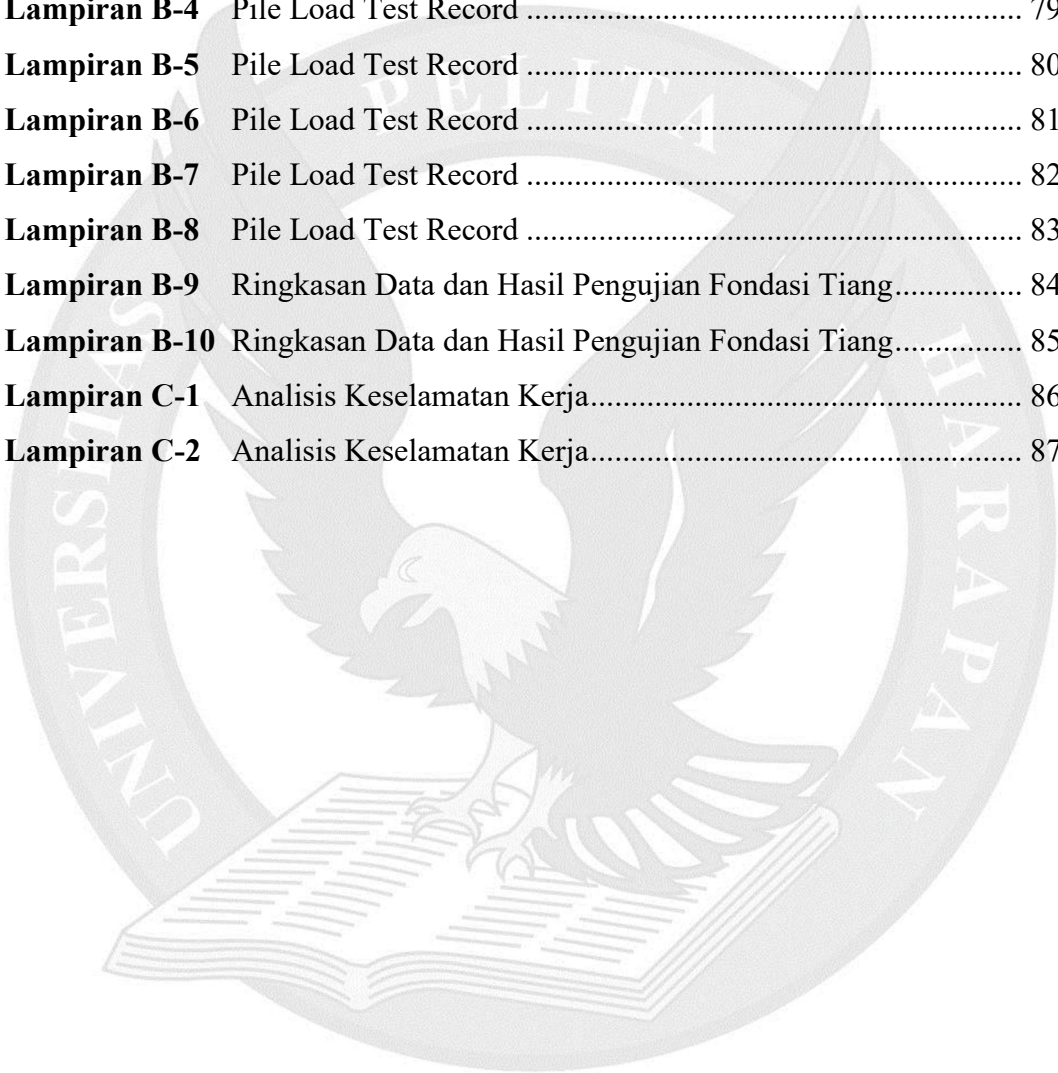 Lampiran B-4 Pile Load Test Record ............................................................... 79
Lampiran B-5 Pile Load Test Record ............................................................... 80
Lampiran B-6 Pile Load Test Record ............................................................... 81
Lampiran B-7 Pile Load Test Record ............................................................... 82
Lampiran B-8 Pile Load Test Record ............................................................... 83
Lampiran B-9 Ringkasan Data dan Hasil Pengujian Fondasi Tiang................ 84
Lampiran B-10 Ringkasan Data dan Hasil Pengujian Fondasi Tiang................ 85
Lampiran C-1 Analisis Keselamatan Kerja....................................................... 86
Lampiran C-2 Analisis Keselamatan Kerja....................................................... 87
UNIVERSITAS PELITA HARAPAN